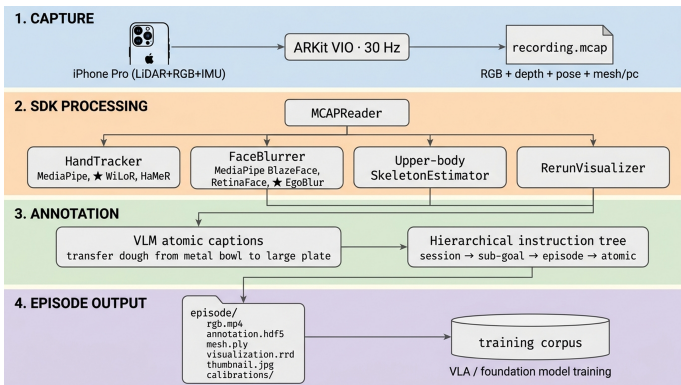 1. CAPTURE
iPhone Pro (LiDAR+RGB+IMU)
ARKit VIO · 30 Hz
recording.mcap
RGB + depth + pose + mesh/pc
2. SDK PROCESSING
MCAPReader
HandTracker
MediaPipe, ★ WiLoR, HaMeR
FaceBlurrer
MediaPipe BlazeFace,
RetinaFace, ★ EgoBlur
Upper-body
SkeletonEstimator
RerunVisualizer
3. ANNOTATION
VLM atomic captions
transfer dough from metal bowl to large plate
Hierarchical instruction tree
session → sub-goal → episode → atomic
4. EPISODE OUTPUT
episode/
rgb.mp4
annotation.hdf5
mesh.ply
visualization.rrd
thumbnail.jpg
calibrations/
training corpus
VLA / foundation model training